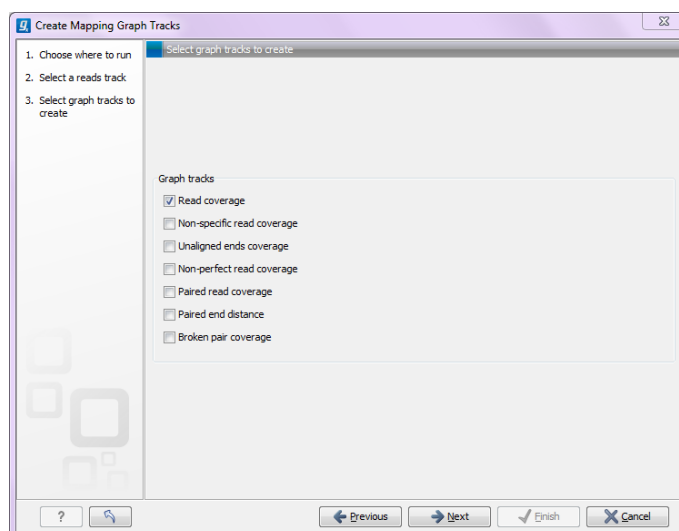 Create Mapping Graph Tracks
1. Choose where to run
2. Select a reads track
3. Select graph tracks to
create
Select graph tracks to create
Graph tracks
Read coverage
Non-specific read coverage
Unaligned ends coverage
Non-perfect read coverage
Paired read coverage
Paired end distance
Broken pair coverage
? Previous Next Finish Cancel